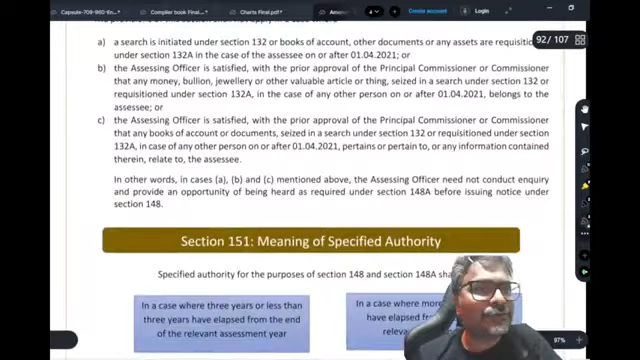 Capsule-709-960-En
Compiler book Final
Charts Final.pdf
Create account
Login
92 / 107
a) a search is initiated under section 132 or books of account, other documents or any assets are requisition
under section 132A in the case of the assessee on or after 01.04.2021; or
b) the Assessing Officer is satisfied, with the prior approval of the Principal Commissioner or Commissioner
that any money, bullion, jewellery or other valuable article or thing, seized in a search under section 132 or
requisitioned under section 132A, in the case of any other person on or after 01.04.2021, belongs to the
assessee; or
c) the Assessing Officer is satisfied, with the prior approval of the Principal Commissioner or Commissioner
that any books of account or documents, seized in a search under section 132 or requisitioned under section
132A, in case of any other person on or after 01.04.2021, pertains or pertain to, or any information contained
therein, relate to, the assessee.
In other words, in cases (a), (b) and (c) mentioned above, the Assessing Officer need not conduct enquiry
and provide an opportunity of being heard as required under section 148A before issuing notice under
section 148.
Section 151: Meaning of Specified Authority
Specified authority for the purposes of section 148 and section 148A
In a case where three years or less than
three years have elapsed from the end
of the relevant assessment year
In a case where
have elapsed
97%